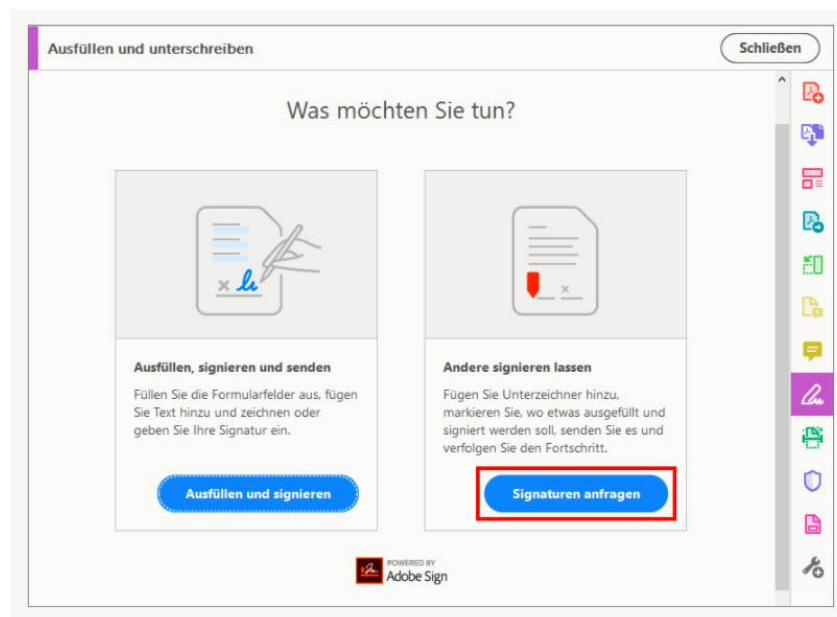 Ausfüllen und unterschreiben
Schließen
Was möchten Sie tun?
Ausfüllen, signieren und senden
Füllen Sie die Formularfelder aus, fügen
Sie Text hinzu und zeichnen oder
geben Sie Ihre Signatur ein.
Ausfüllen und signieren
Andere signieren lassen
Fügen Sie Unterzeichner hinzu,
markieren Sie, wo etwas ausgefüllt und
signiert werden soll, senden Sie es und
verfolgen Sie den Fortschritt.
Signaturen anfragen
POWERED BY
Adobe Sign